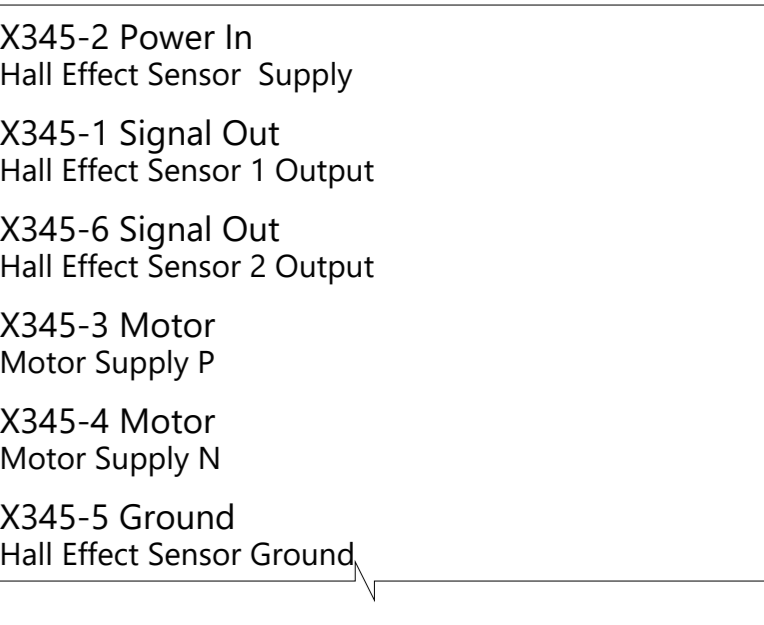 X345-2 Power In
Hall Effect Sensor  Supply
X345-1 Signal Out
Hall Effect Sensor 1 Output
X345-6 Signal Out
Hall Effect Sensor 2 Output
X345-3 Motor
Motor Supply P
X345-4 Motor
Motor Supply N
X345-5 Ground
Hall Effect Sensor Ground